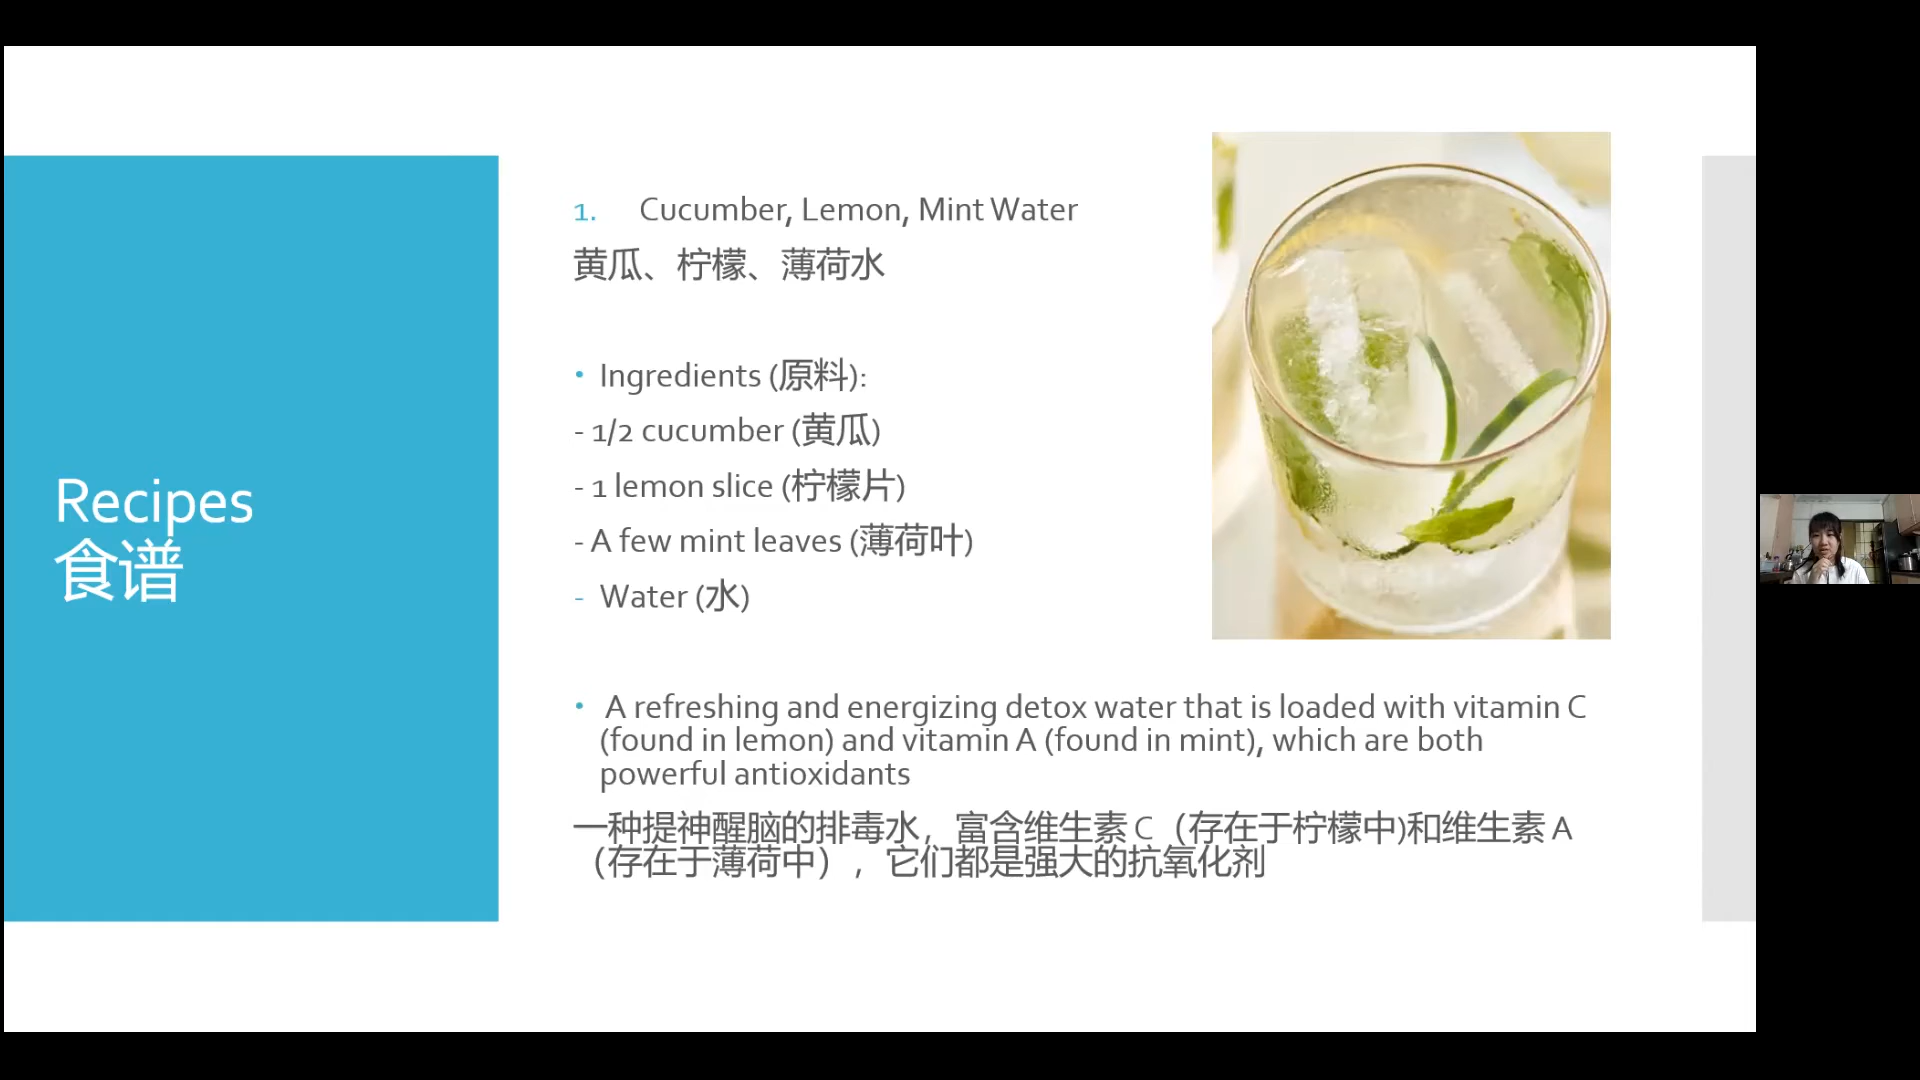 Recipes
食谱
1. Cucumber, Lemon, Mint Water
黄瓜、柠檬、薄荷水
• Ingredients (原料):
- 1/2 cucumber (黄瓜)
- 1 lemon slice (柠檬片)
- A few mint leaves (薄荷叶)
- Water (水)
• A refreshing and energizing detox water that is loaded with vitamin C
(found in lemon) and vitamin A (found in mint), which are both
powerful antioxidants
一种提神醒脑的排毒水，富含维生素 C（存在于柠檬中)和维生素 A
（存在于薄荷中），它们都是强大的抗氧化剂